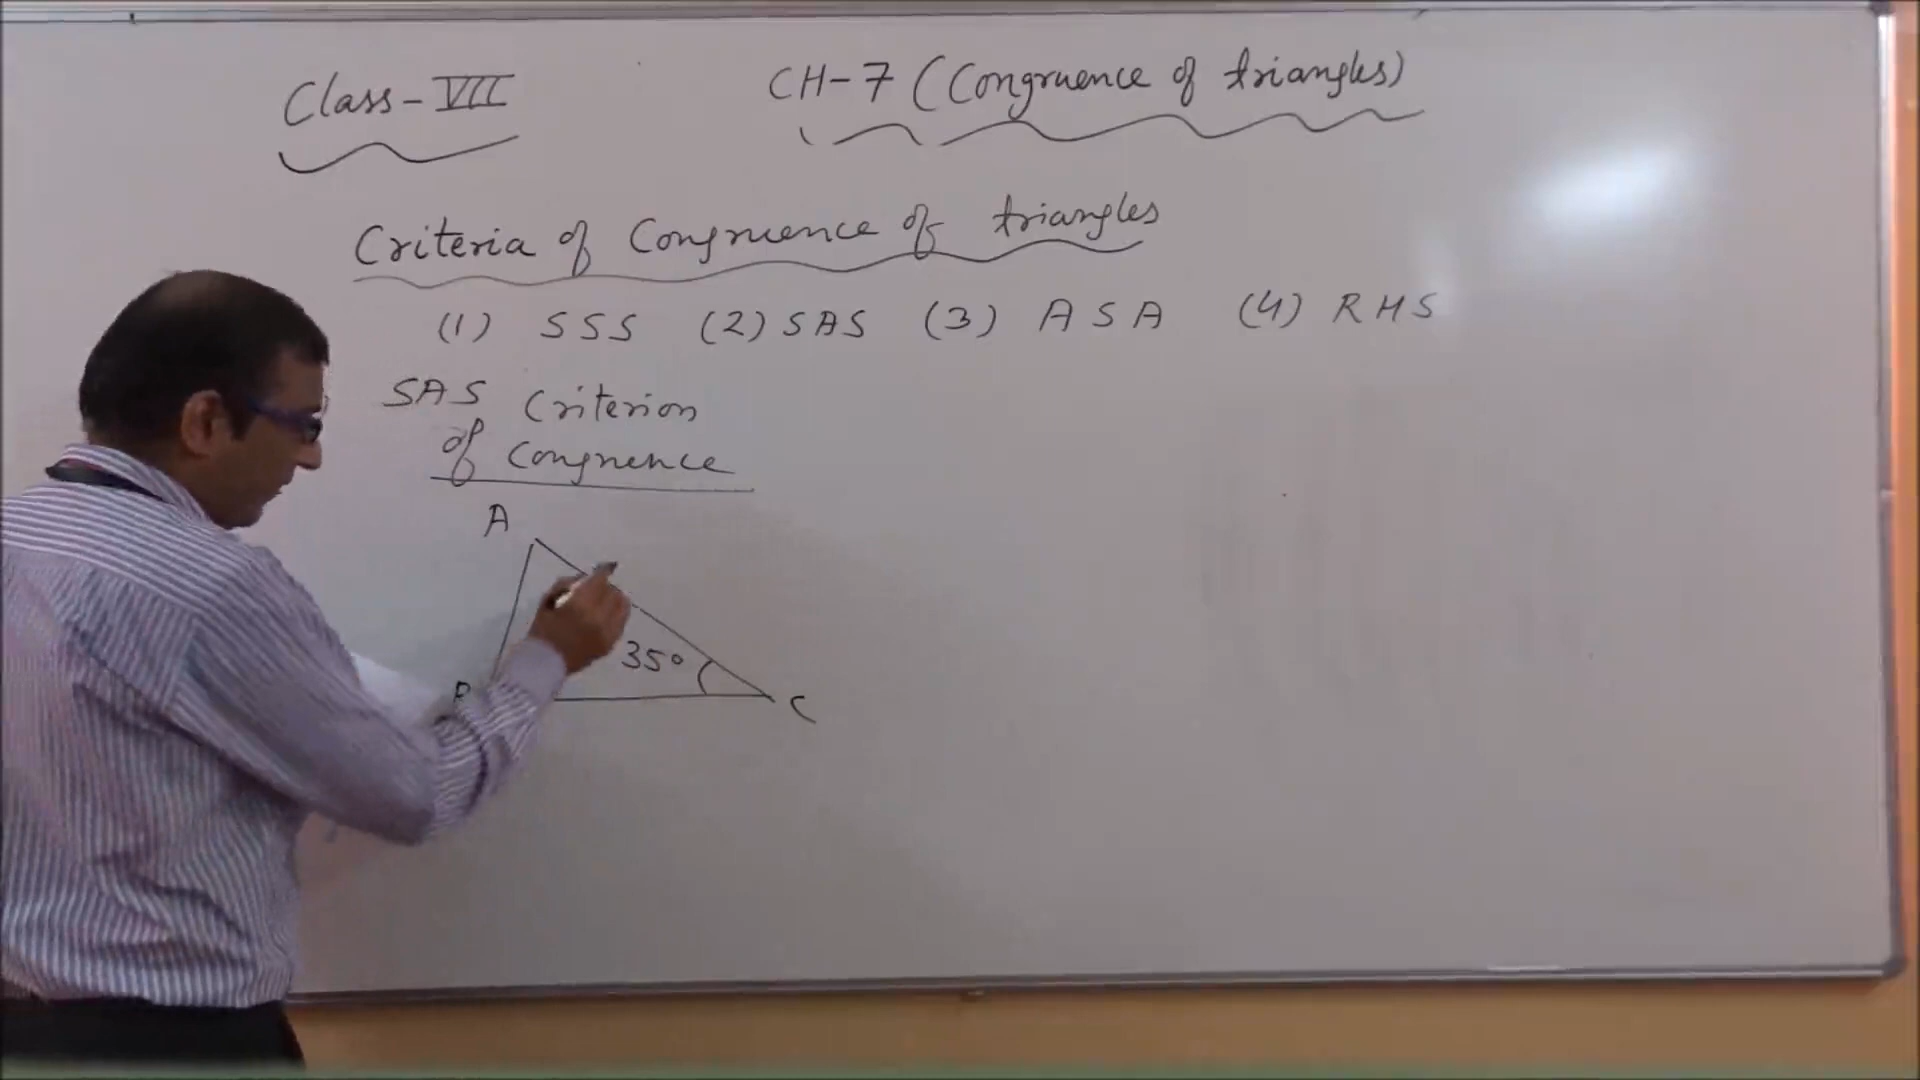 Class-VII
CH-7 (Congruence of triangles)
Criteria of Congruence of triangles
(1) SSS (2) SAS (3) ASA (4) RHS
SAS Criterion
of Congruence
A
35°
B
C